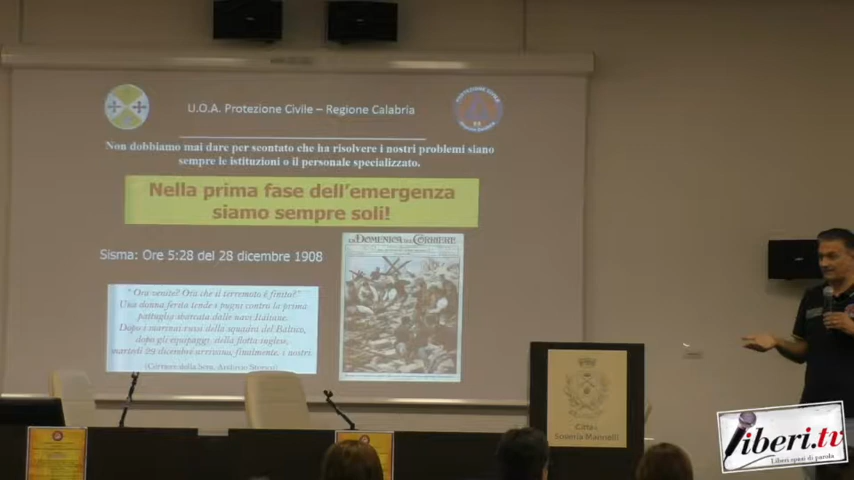 U.O.A. Protezione Civile – Regione Calabria
Non dobbiamo mai dare per scontato che ha risolvere i nostri problemi siano
sempre le istituzioni o il personale specializzato.
Nella prima fase dell'emergenza
siamo sempre soli!
Sisma: Ore 5:28 del 28 dicembre 1908
LA DOMENICA DEL CORRIERE
"Ora venite? Ora che il terremoto è finito?"
Una donna ferita tende i pugni contro la prima
pattuglia sbarcata dalle navi Italiane.
Dopo i marinai russi della squadra del Baltico,
dopo gli equipaggi della flotta inglese,
martedì 29 dicembre arrivano, finalmente, i nostri.
(Corriere della Sera,
Città di
Soveria Mannelli
liberi.tv
Liberi spazi di parola